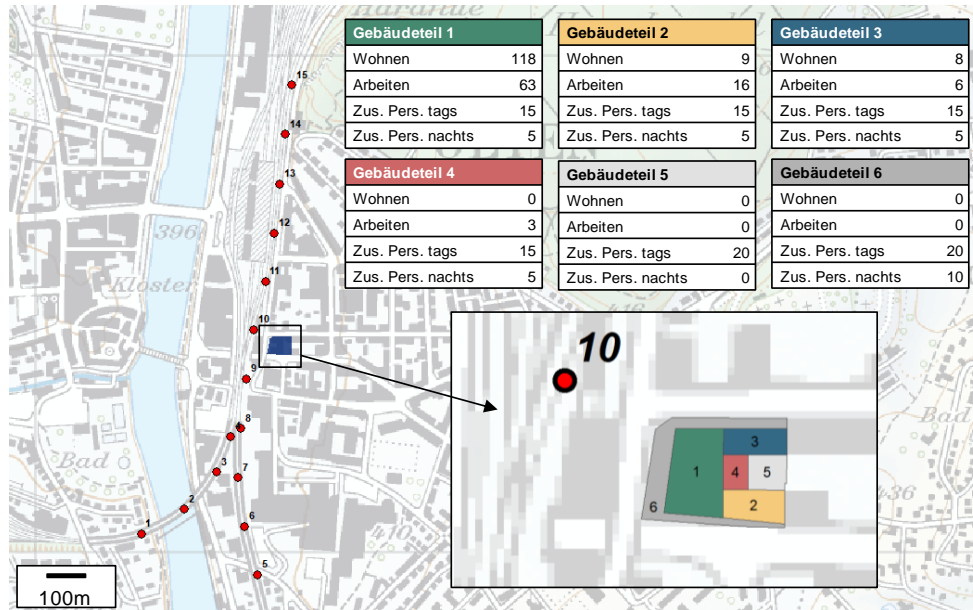 Gebäudeteil 1
Wohnen 118
Arbeiten 63
Zus. Pers. tags 15
Zus. Pers. nachts 5
Gebäudeteil 2
Wohnen 9
Arbeiten 16
Zus. Pers. tags 15
Zus. Pers. nachts 5
Gebäudeteil 3
Wohnen 8
Arbeiten 6
Zus. Pers. tags 15
Zus. Pers. nachts 5
Gebäudeteil 4
Wohnen 0
Arbeiten 3
Zus. Pers. tags 15
Zus. Pers. nachts 5
Gebäudeteil 5
Wohnen 0
Arbeiten 0
Zus. Pers. tags 20
Zus. Pers. nachts 0
Gebäudeteil 6
Wohnen 0
Arbeiten 0
Zus. Pers. tags 20
Zus. Pers. nachts 10
15
14
13
12
396
11
Kloster
10
9
8
Bad
3
7
2
1
6
5
410
436
Bad
10
3
1
4
5
6
2
100m